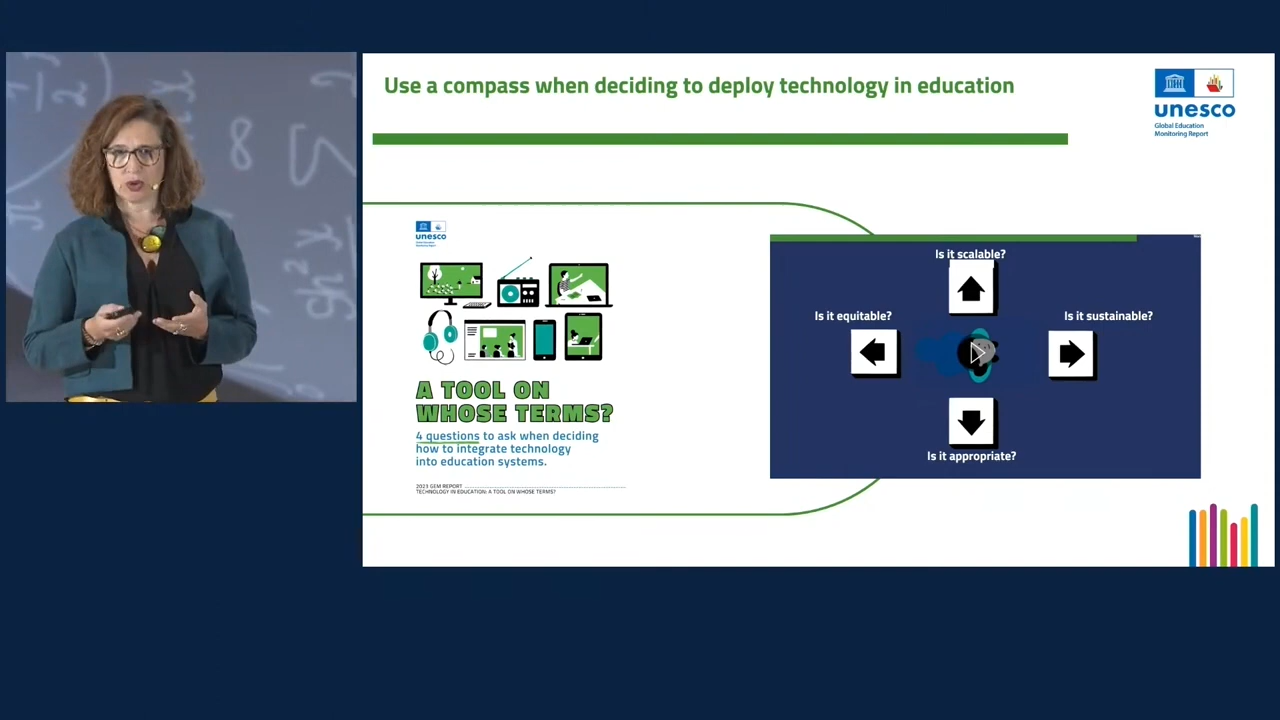 Use a compass when deciding to deploy technology in education
unesco
Global Education
Monitoring Report
unesco
A TOOL ON
WHOSE TERMS?
4 questions to ask when deciding
how to integrate technology
into education systems.
2023 GEM REPORT
TECHNOLOGY IN EDUCATION: A TOOL ON WHOSE TERMS?
Is it scalable?
Is it equitable?
Is it sustainable?
Is it appropriate?
8